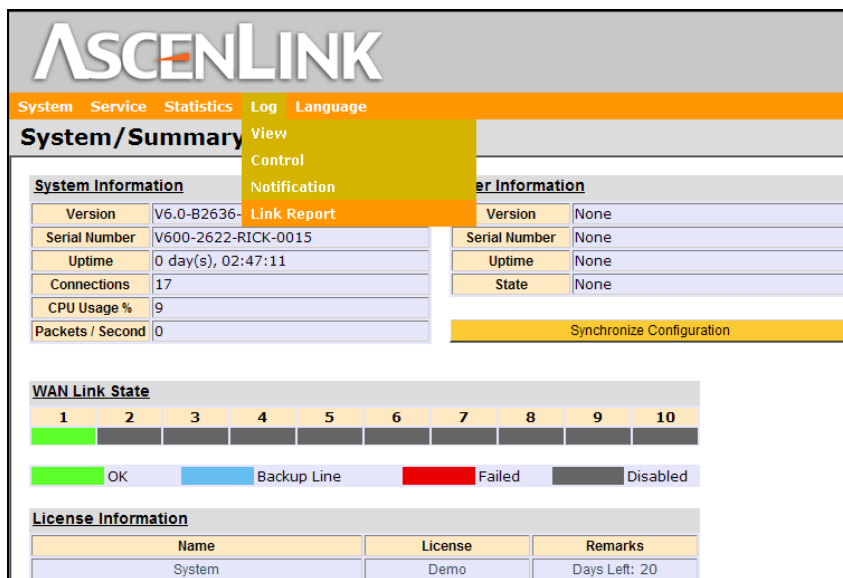 ASCENLINK
System Service Statistics Log Language
System/Summary
View
Control
Notification
Link Report
System Information
Version V6.0-B2636-
Serial Number V600-2622-RICK-0015
Uptime 0 day(s), 02:47:11
Connections 17
CPU Usage % 9
Packets / Second 0
er Information
Version None
Serial Number None
Uptime None
State None
Synchronize Configuration
WAN Link State
1 2 3 4 5 6 7 8 9 10
OK Backup Line Failed Disabled
License Information
Name License Remarks
System Demo Days Left: 20